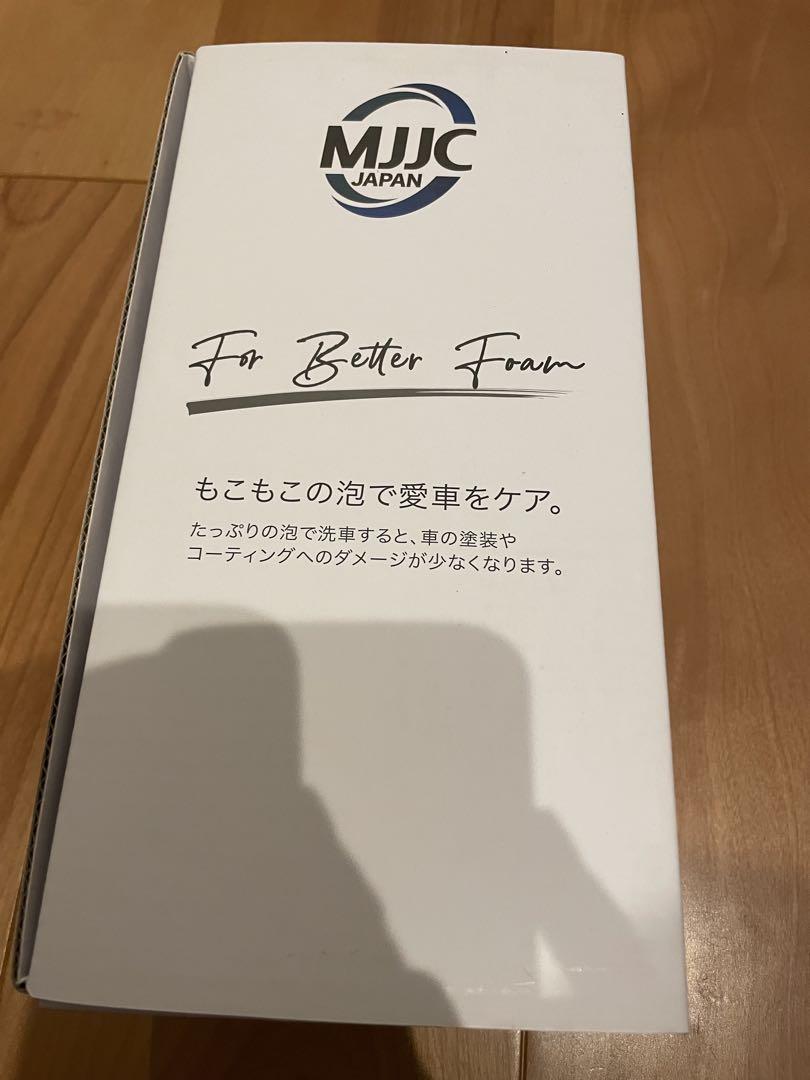 MJJC
JAPAN
For Better Foam
もこもこの泡で愛車をケア。
たっぷりの泡で洗車すると、車の塗装や
コーティングへのダメージが少なくなります。